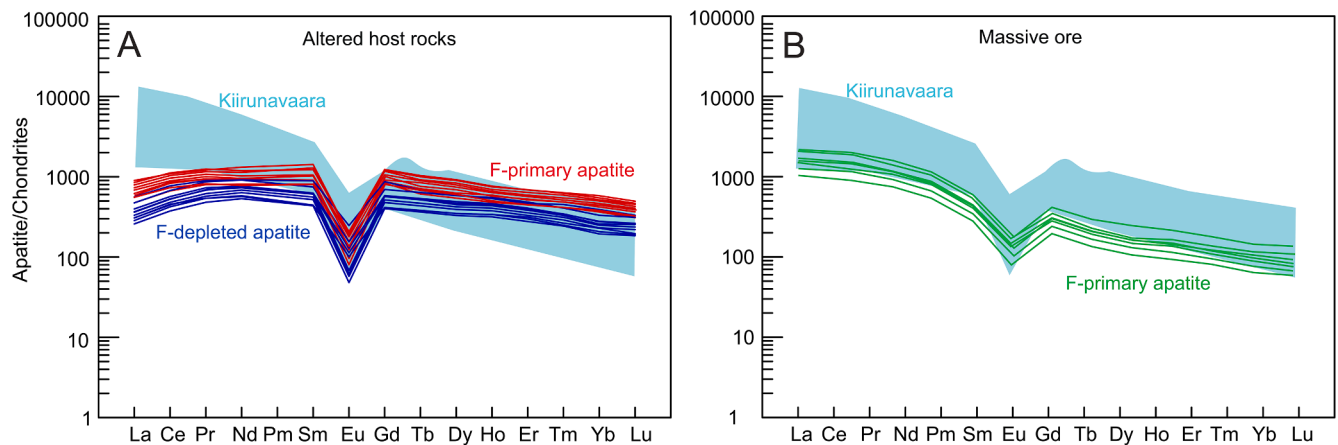 A
Altered host rocks
Kiirunavaara
F-primary apatite
F-depleted apatite
Apatite/Chondrites
100000
10000
1000
100
10
1
La Ce Pr Nd Pm Sm Eu Gd Tb Dy Ho Er Tm Yb Lu
B
Massive ore
Kiirunavaara
F-primary apatite
100000
10000
1000
100
10
1
La Ce Pr Nd Pm Sm Eu Gd Tb Dy Ho Er Tm Yb Lu